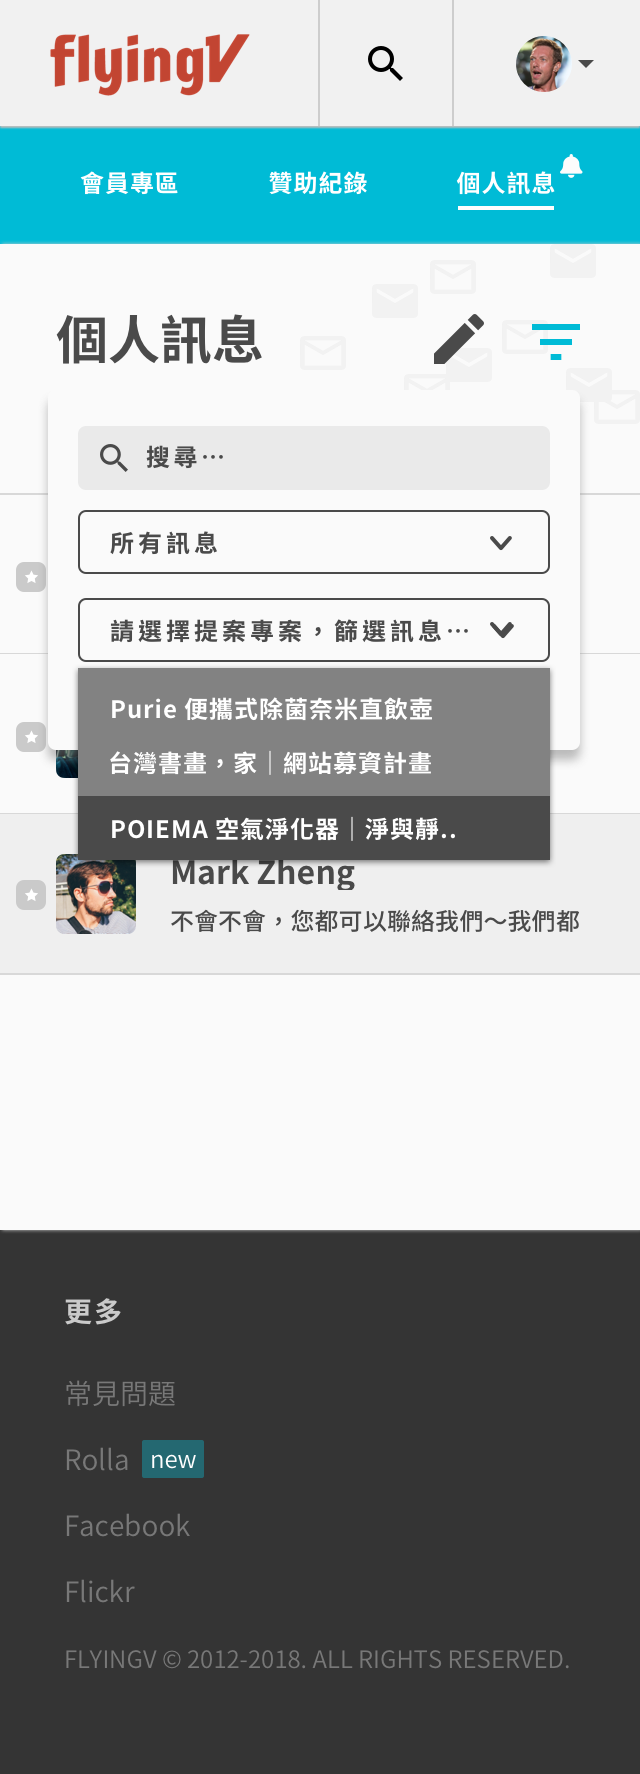 flyingV
會員專區
贊助紀錄
個人訊息
個人訊息
搜尋⋯
所有訊息
請選擇提案專案，篩選訊息⋯
Purie 便攜式除菌奈米直飲壺
台灣書畫，家｜網站募資計畫
POIEMA 空氣淨化器｜淨與靜..
Mark Zheng
不會不會，您都可以聯絡我們～我們都
更多
常見問題
Rolla new
Facebook
Flickr
FLYINGV © 2012-2018. ALL RIGHTS RESERVED.